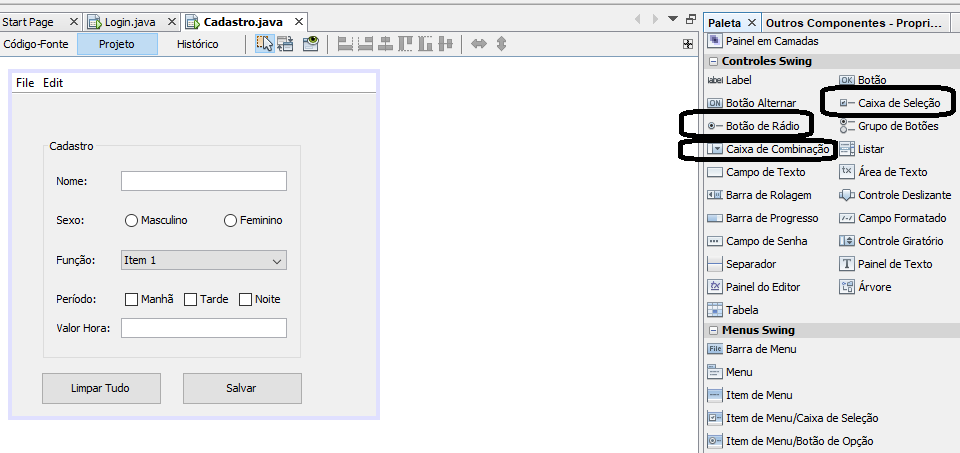 Start Page Login.java Cadastro.java
Código-Fonte Projeto Histórico
File Edit
Cadastro
Nome:
Sexo: Masculino Feminino
Função: Item 1
Período: Manhã Tarde Noite
Valor Hora:
Limpar Tudo Salvar
Paleta Outros Componentes - Propri...
Painel em Camadas
Controles Swing
label Label OK Botão
ON Botão Alternar Caixa de Seleção
Botão de Rádio Grupo de Botões
Caixa de Combinação Listar
Campo de Texto tx Área de Texto
Barra de Rolagem Controle Deslizante
Barra de Progresso Campo Formatado
Campo de Senha Controle Giratório
Separador T Painel de Texto
tx Painel do Editor Árvore
Tabela
Menus Swing
File Barra de Menu
Menu
Item de Menu
Item de Menu/Caixa de Seleção
Item de Menu/Botão de Opção